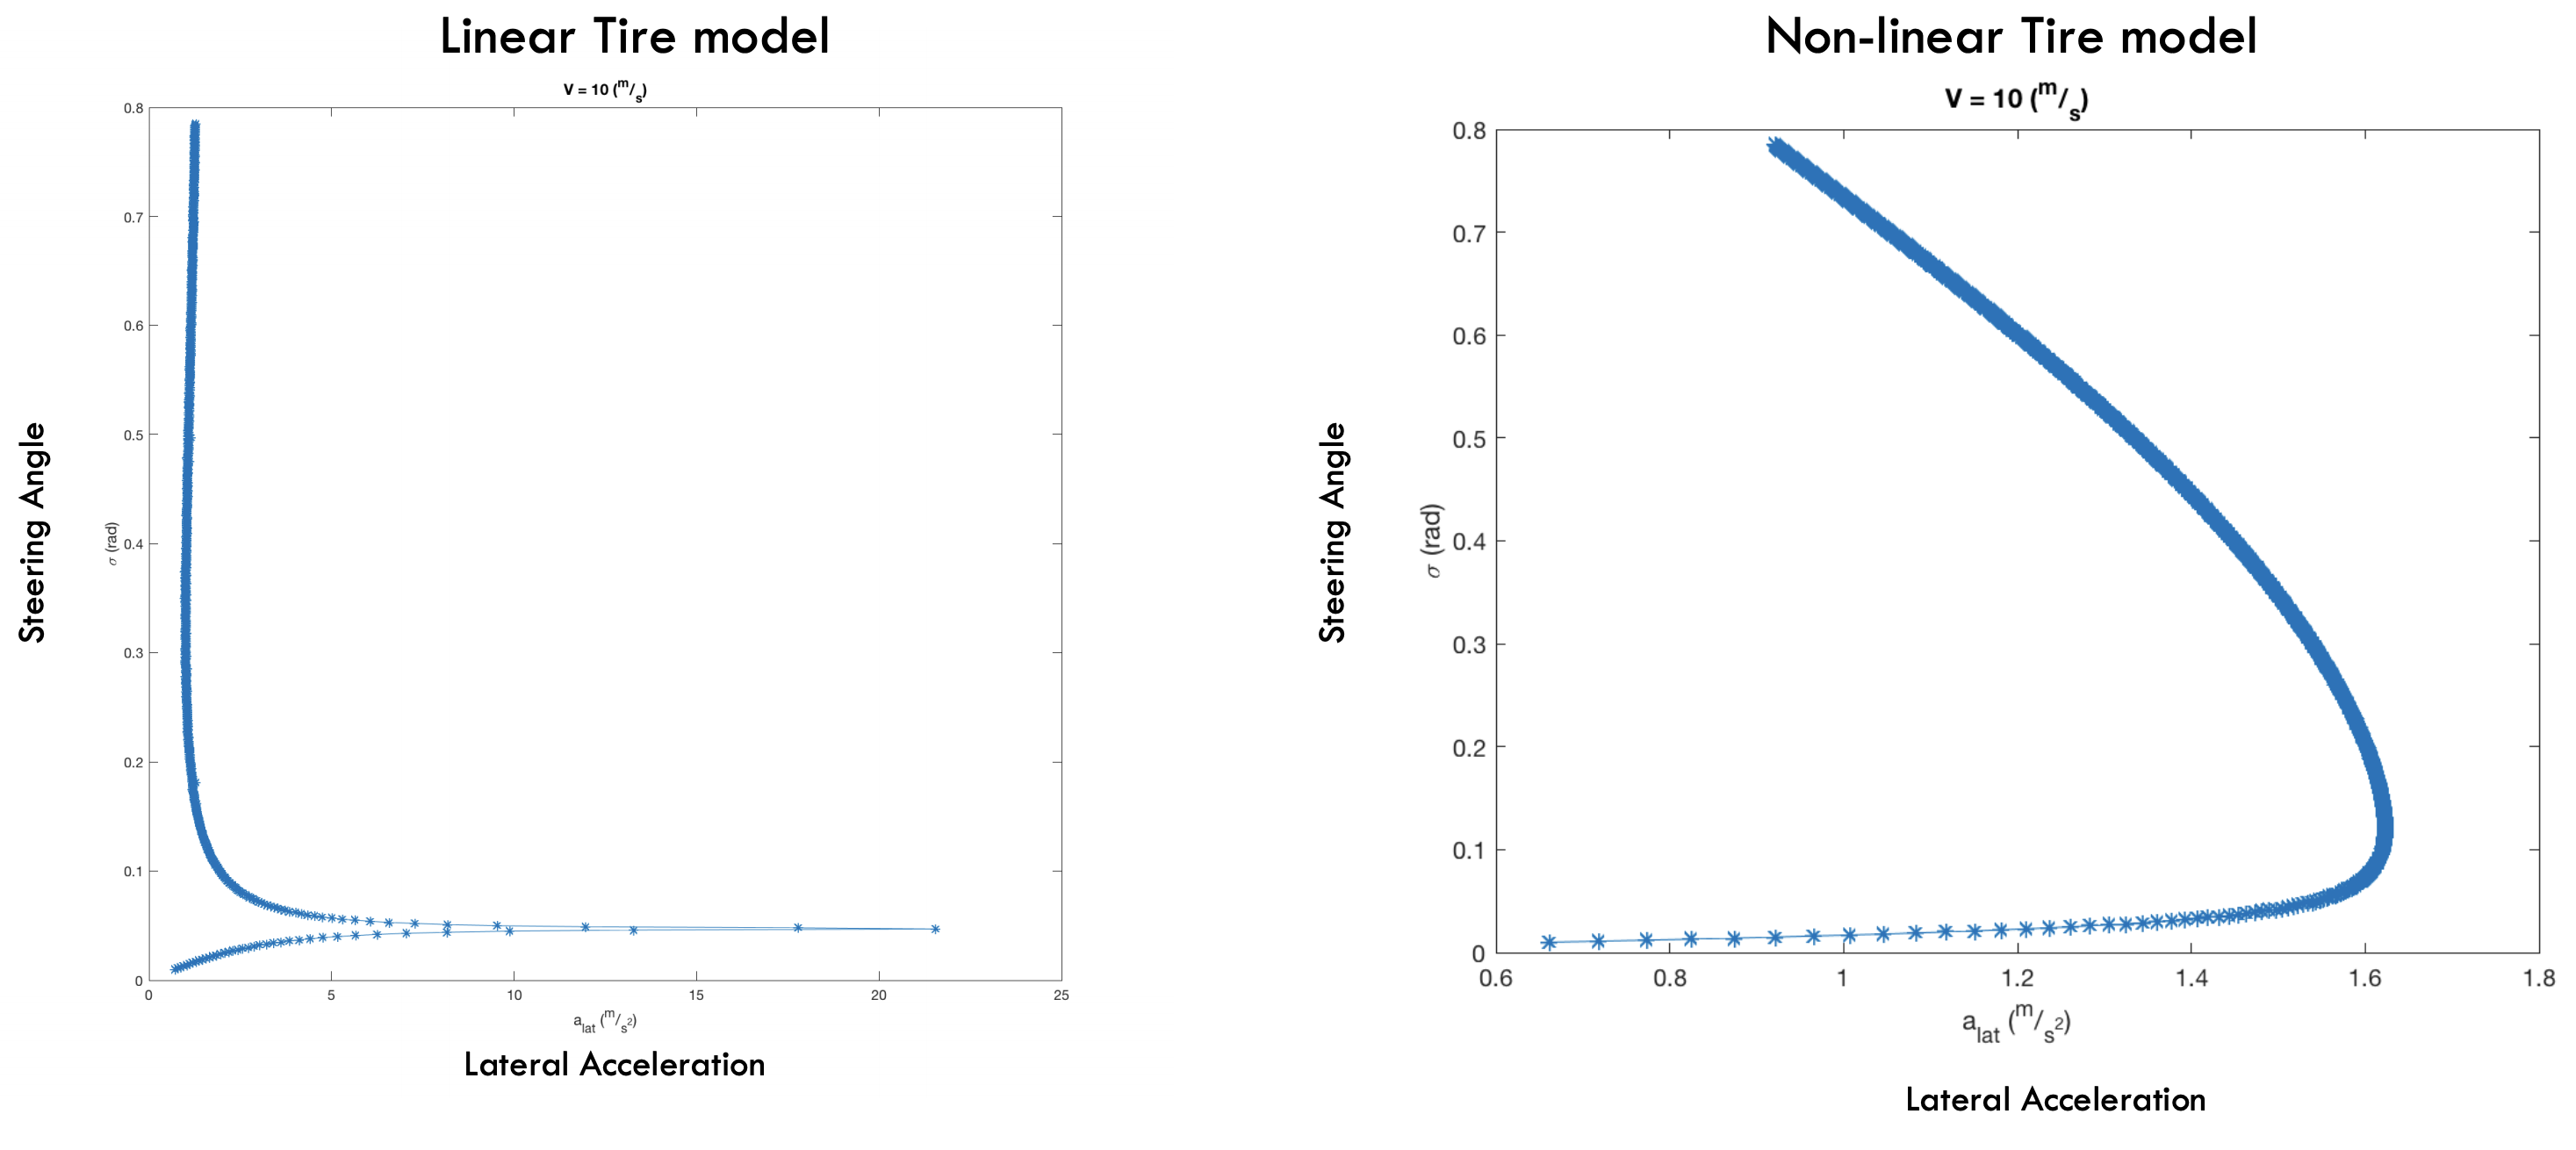 Linear Tire model
V = 10 (m/s)
0.8
0.7
0.6
0.5
0.4
0.3
0.2
0.1
0
0 5 10 15 20 25
Steering Angle
σ (rad)
a_lat (m/s²)
Lateral Acceleration
Non-linear Tire model
V = 10 (m/s)
0.8
0.7
0.6
0.5
0.4
0.3
0.2
0.1
0
0.6 0.8 1 1.2 1.4 1.6 1.8
Steering Angle
σ (rad)
a_lat (m/s²)
Lateral Acceleration